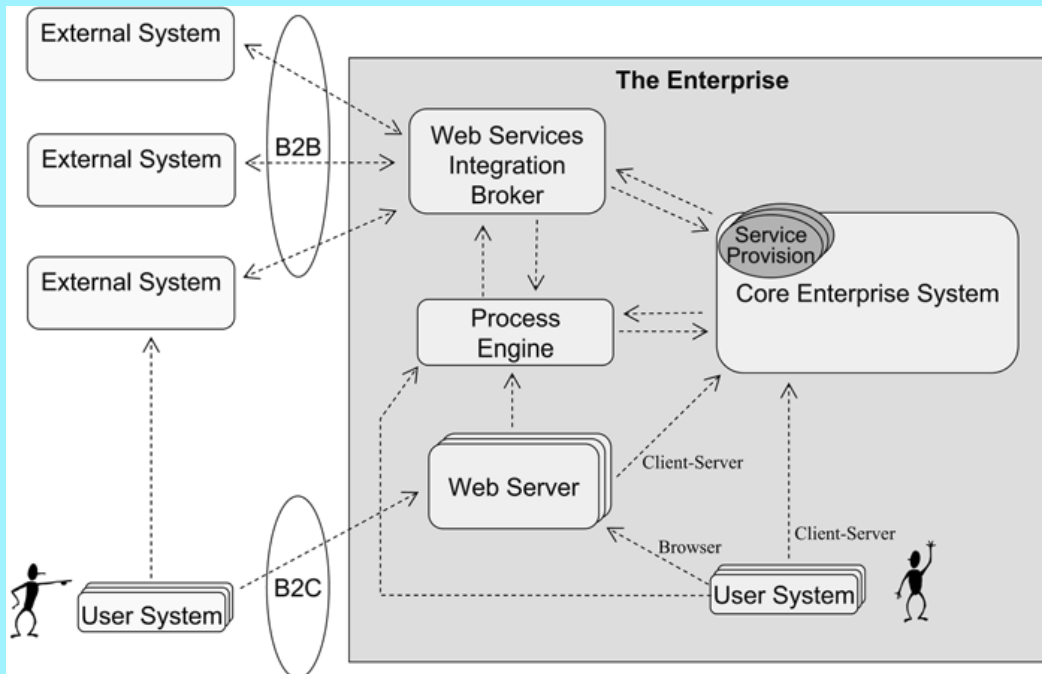 External System
External System
External System
B2B
The Enterprise
Web Services
Integration
Broker
Service
Provision
Core Enterprise System
Process
Engine
Web Server
Client-Server
Browser
Client-Server
User System
B2C
User System